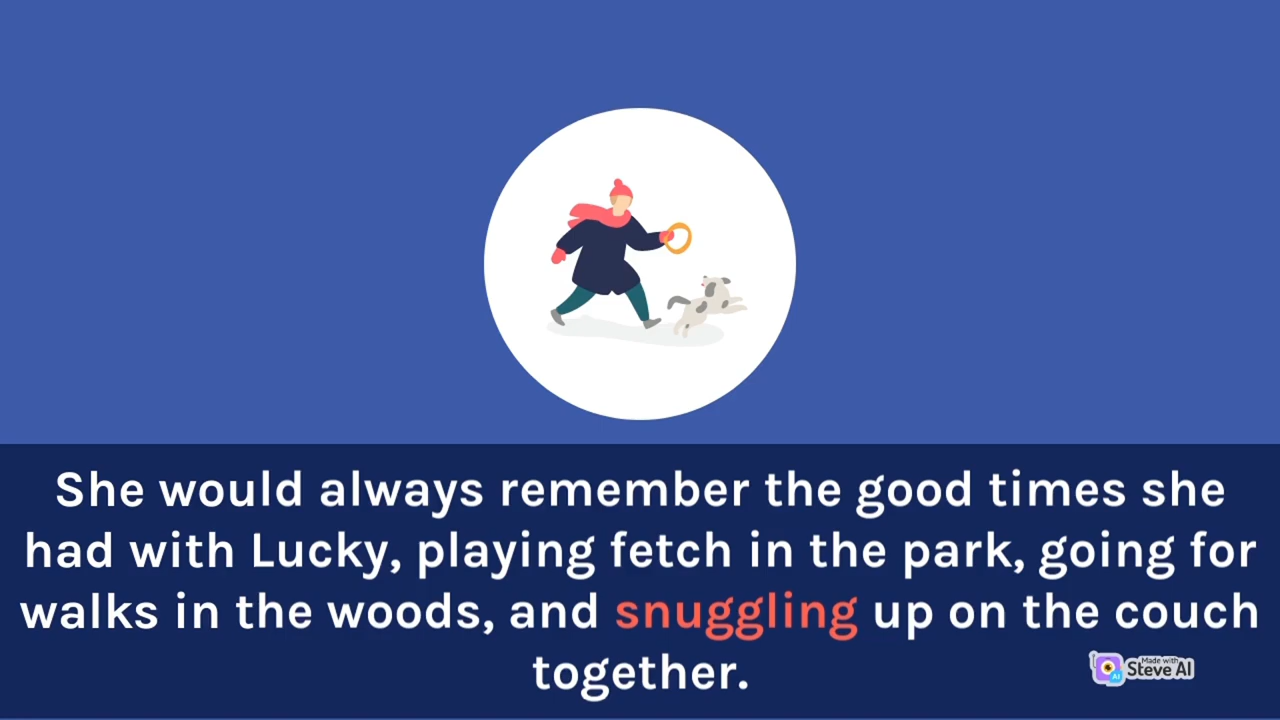 She would always remember the good times she
had with Lucky, playing fetch in the park, going for
walks in the woods, and snuggling up on the couch
together.
Made with
Steve AI
AI